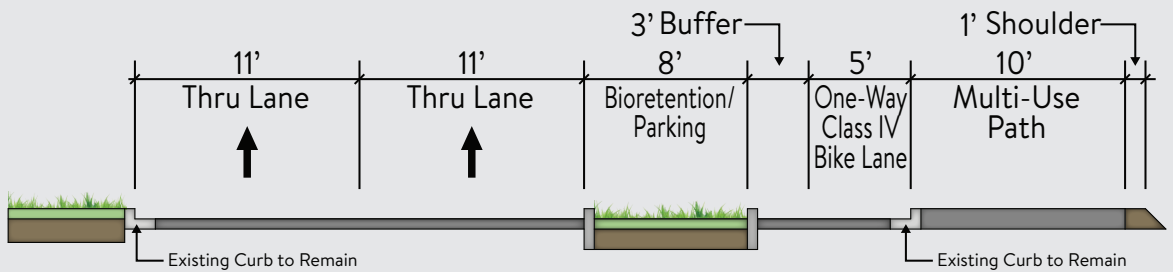 3’ Buffer
1’ Shoulder
11’
11’
8’
5’
10’
Thru Lane
Thru Lane
Bioretention/
Parking
One-Way
Class IV
Bike Lane
Multi-Use
Path
Existing Curb to Remain
Existing Curb to Remain